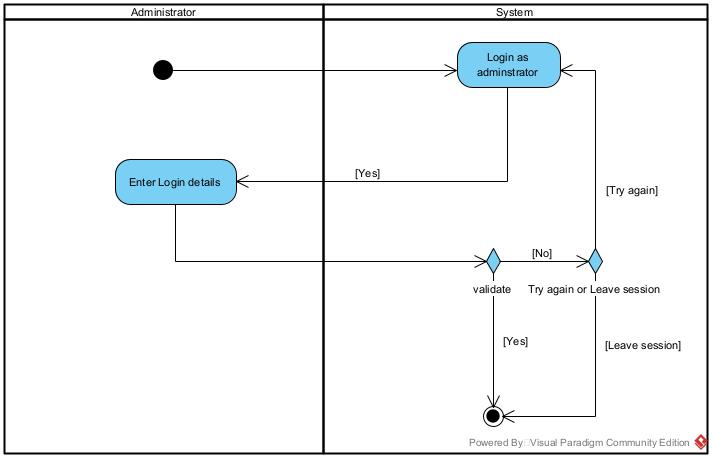 Administrator
System
Login as
adminstrator
[Yes]
Enter Login details
[Try again]
[No]
validate
Try again or Leave session
[Yes]
[Leave session]
Powered By Visual Paradigm Community Edition